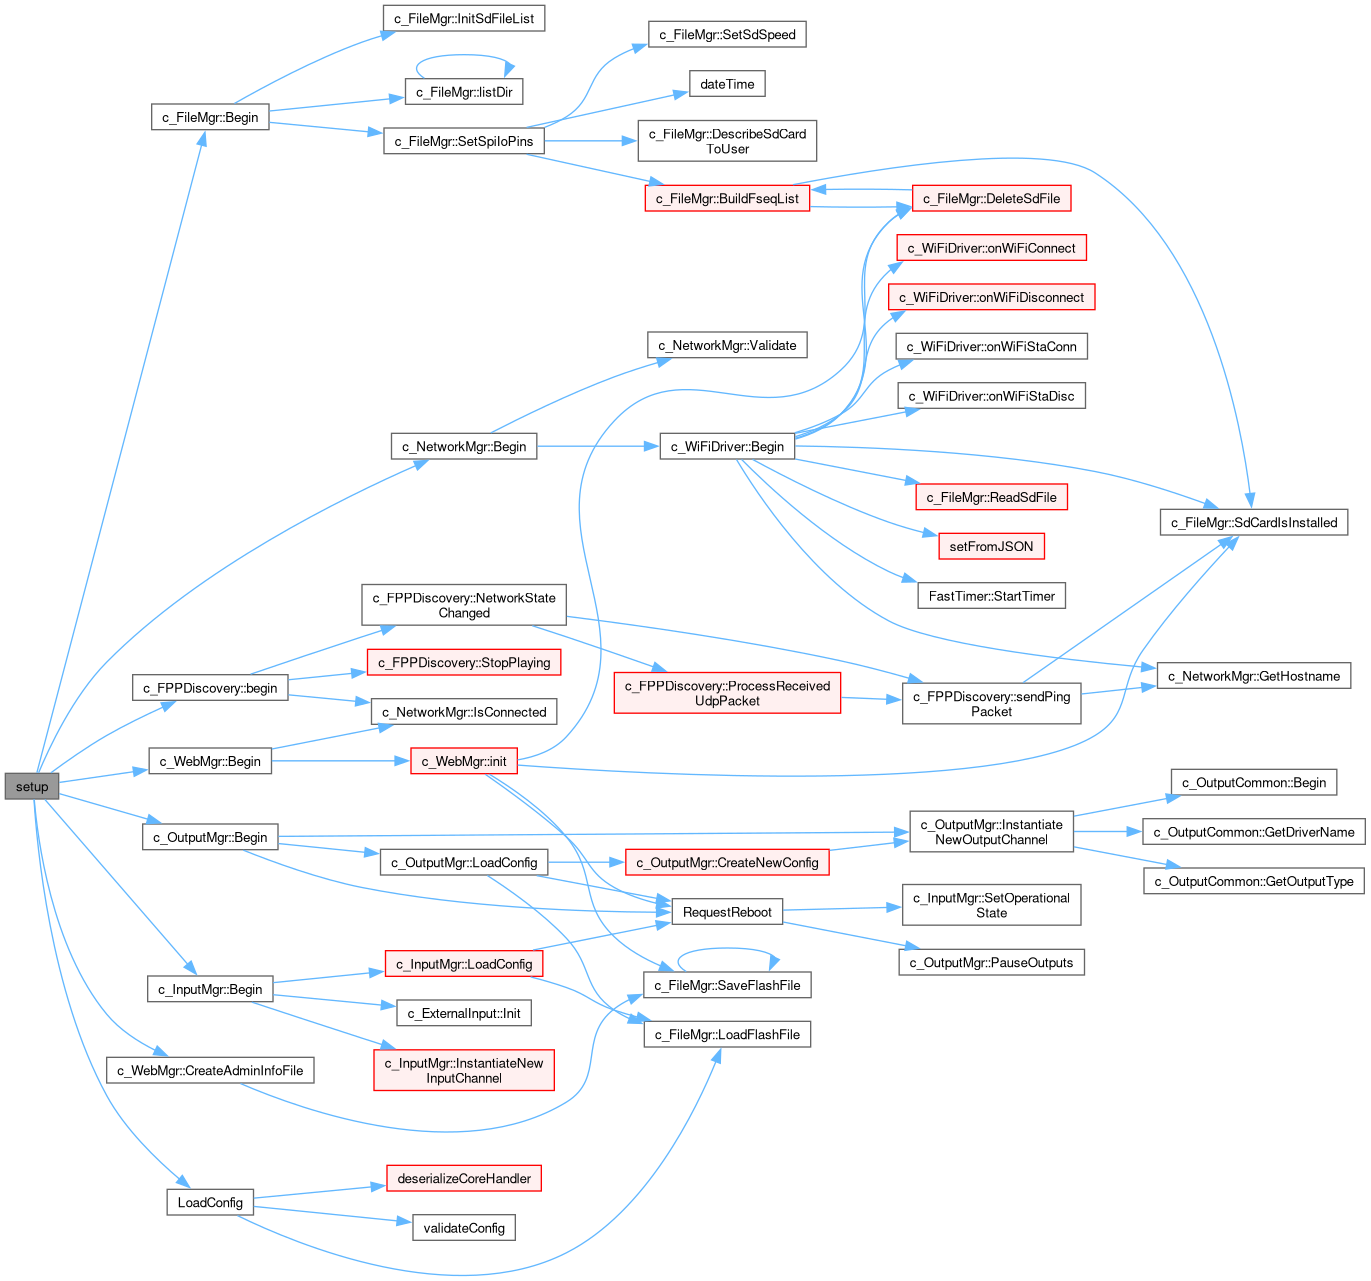 c_FileMgr::InitSdFileList
c_FileMgr::SetSdSpeed
c_FileMgr::listDir
dateTime
c_FileMgr::Begin
c_FileMgr::SetSpiIoPins
c_FileMgr::DescribeSdCard
ToUser
c_FileMgr::BuildFseqList
c_FileMgr::DeleteSdFile
c_WiFiDriver::onWiFiConnect
c_WiFiDriver::onWiFiDisconnect
c_NetworkMgr::Validate
c_WiFiDriver::onWiFiStaConn
c_WiFiDriver::onWiFiStaDisc
c_NetworkMgr::Begin
c_WiFiDriver::Begin
c_FileMgr::ReadSdFile
c_FileMgr::SdCardIsInstalled
setFromJSON
FastTimer::StartTimer
c_FPPDiscovery::NetworkState
Changed
c_FPPDiscovery::StopPlaying
c_FPPDiscovery::begin
c_FPPDiscovery::ProcessReceived
UdpPacket
c_FPPDiscovery::sendPing
Packet
c_NetworkMgr::GetHostname
c_NetworkMgr::IsConnected
c_WebMgr::Begin
c_WebMgr::init
setup
c_OutputCommon::Begin
c_OutputMgr::Begin
c_OutputMgr::Instantiate
NewOutputChannel
c_OutputCommon::GetDriverName
c_OutputMgr::LoadConfig
c_OutputMgr::CreateNewConfig
c_OutputCommon::GetOutputType
RequestReboot
c_InputMgr::SetOperational
State
c_InputMgr::LoadConfig
c_OutputMgr::PauseOutputs
c_InputMgr::Begin
c_FileMgr::SaveFlashFile
c_ExternalInput::Init
c_FileMgr::LoadFlashFile
c_WebMgr::CreateAdminInfoFile
c_InputMgr::InstantiateNew
InputChannel
deserializeCoreHandler
LoadConfig
validateConfig